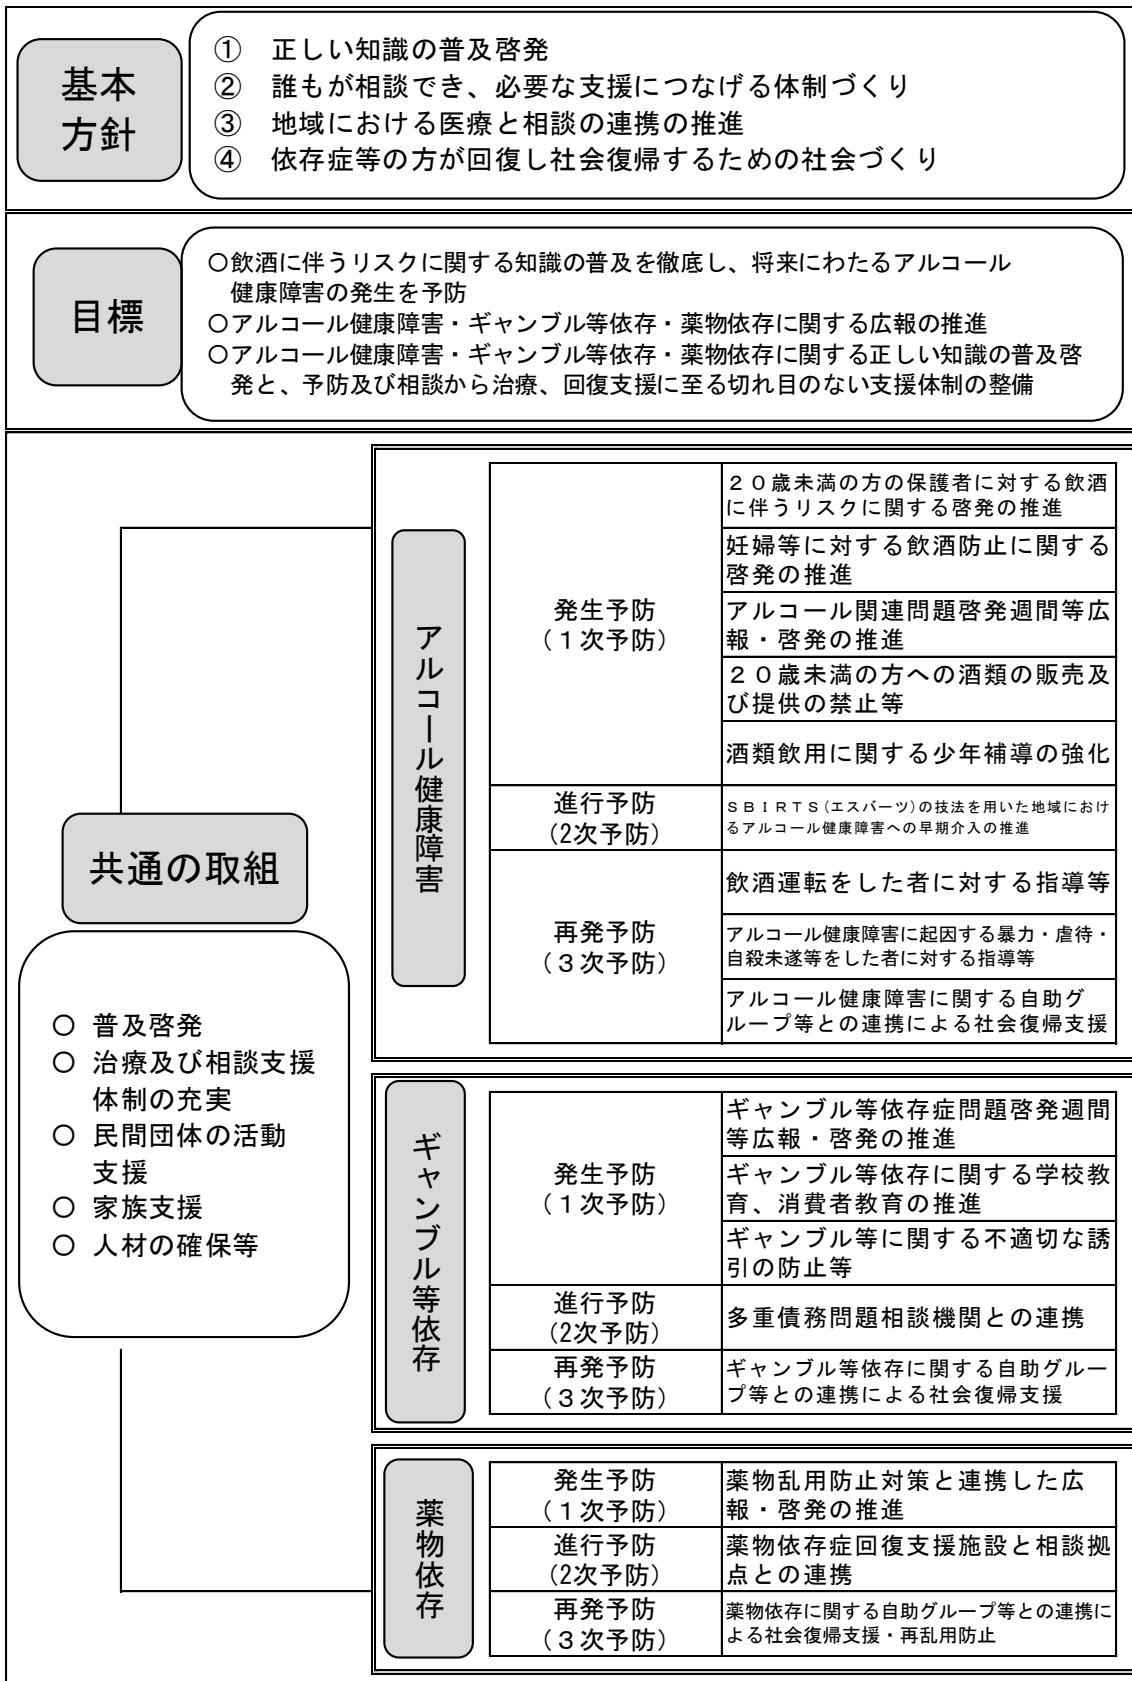 基本
方針
① 正しい知識の普及啓発
② 誰もが相談でき、必要な支援につなげる体制づくり
③ 地域における医療と相談の連携の推進
④ 依存症等の方が回復し社会復帰するための社会づくり
目標
○飲酒に伴うリスクに関する知識の普及を徹底し、将来にわたるアルコール
健康障害の発生を予防
○アルコール健康障害・ギャンブル等依存・薬物依存に関する広報の推進
○アルコール健康障害・ギャンブル等依存・薬物依存に関する正しい知識の普及啓
発と、予防及び相談から治療、回復支援に至る切れ目のない支援体制の整備
共通の取組
○ 普及啓発
○ 治療及び相談支援
体制の充実
○ 民間団体の活動
支援
○ 家族支援
○ 人材の確保等
アルコール健康障害
発生予防
(１次予防)
２０歳未満の方の保護者に対する飲酒
に伴うリスクに関する啓発の推進
妊婦等に対する飲酒防止に関する
啓発の推進
アルコール関連問題啓発週間等広
報・啓発の推進
２０歳未満の方への酒類の販売及
び提供の禁止等
酒類飲用に関する少年補導の強化
進行予防
(2次予防)
ＳＢＩＲＴＳ(エスバーツ)の技法を用いた地域におけ
るアルコール健康障害への早期介入の推進
再発予防
(３次予防)
飲酒運転をした者に対する指導等
アルコール健康障害に起因する暴力・虐待・
自殺未遂等をした者に対する指導等
アルコール健康障害に関する自助グ
ループ等との連携による社会復帰支援
ギャンブル等依存
発生予防
(１次予防)
ギャンブル等依存症問題啓発週間
等広報・啓発の推進
ギャンブル等依存に関する学校教
育、消費者教育の推進
ギャンブル等に関する不適切な誘
引の防止等
進行予防
(2次予防)
多重債務問題相談機関との連携
再発予防
(３次予防)
ギャンブル等依存に関する自助グルー
プ等との連携による社会復帰支援
薬物依存
発生予防
(１次予防)
薬物乱用防止対策と連携した広
報・啓発の推進
進行予防
(2次予防)
薬物依存症回復支援施設と相談拠
点との連携
再発予防
(３次予防)
薬物依存に関する自助グループ等との連携に
よる社会復帰支援・再乱用防止